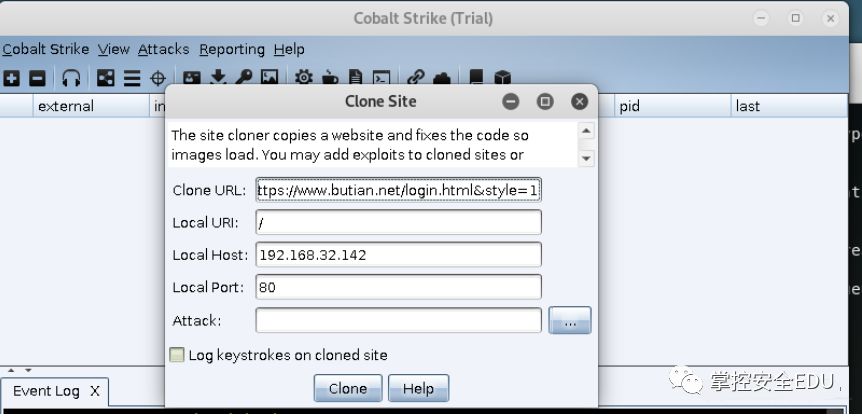 Cobalt Strike (Trial)
Cobalt Strike View Attacks Reporting Help
external in pid last
Clone Site
The site cloner copies a website and fixes the code so
images load. You may add exploits to cloned sites or
Clone URL: ttps://www.butian.net/login.html&style=1
Local URI: /
Local Host: 192.168.32.142
Local Port: 80
Attack: ...
Log keystrokes on cloned site
Clone Help
Event Log X
掌控安全EDU